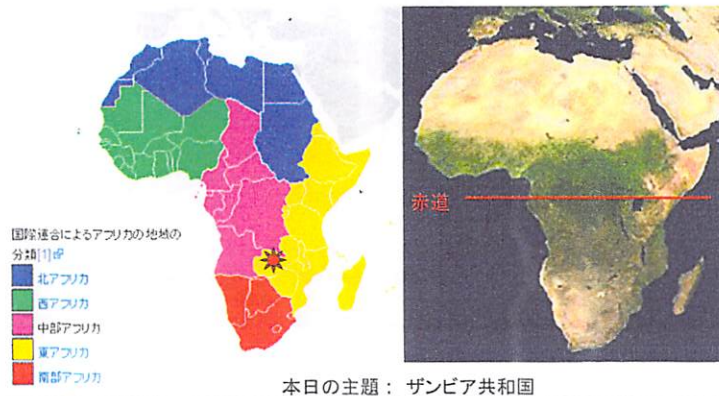 国際連合によるアフリカの地域の
分類[1]
北アフリカ
西アフリカ
中部アフリカ
東アフリカ
南部アフリカ
赤道
本日の主題： ザンビア共和国